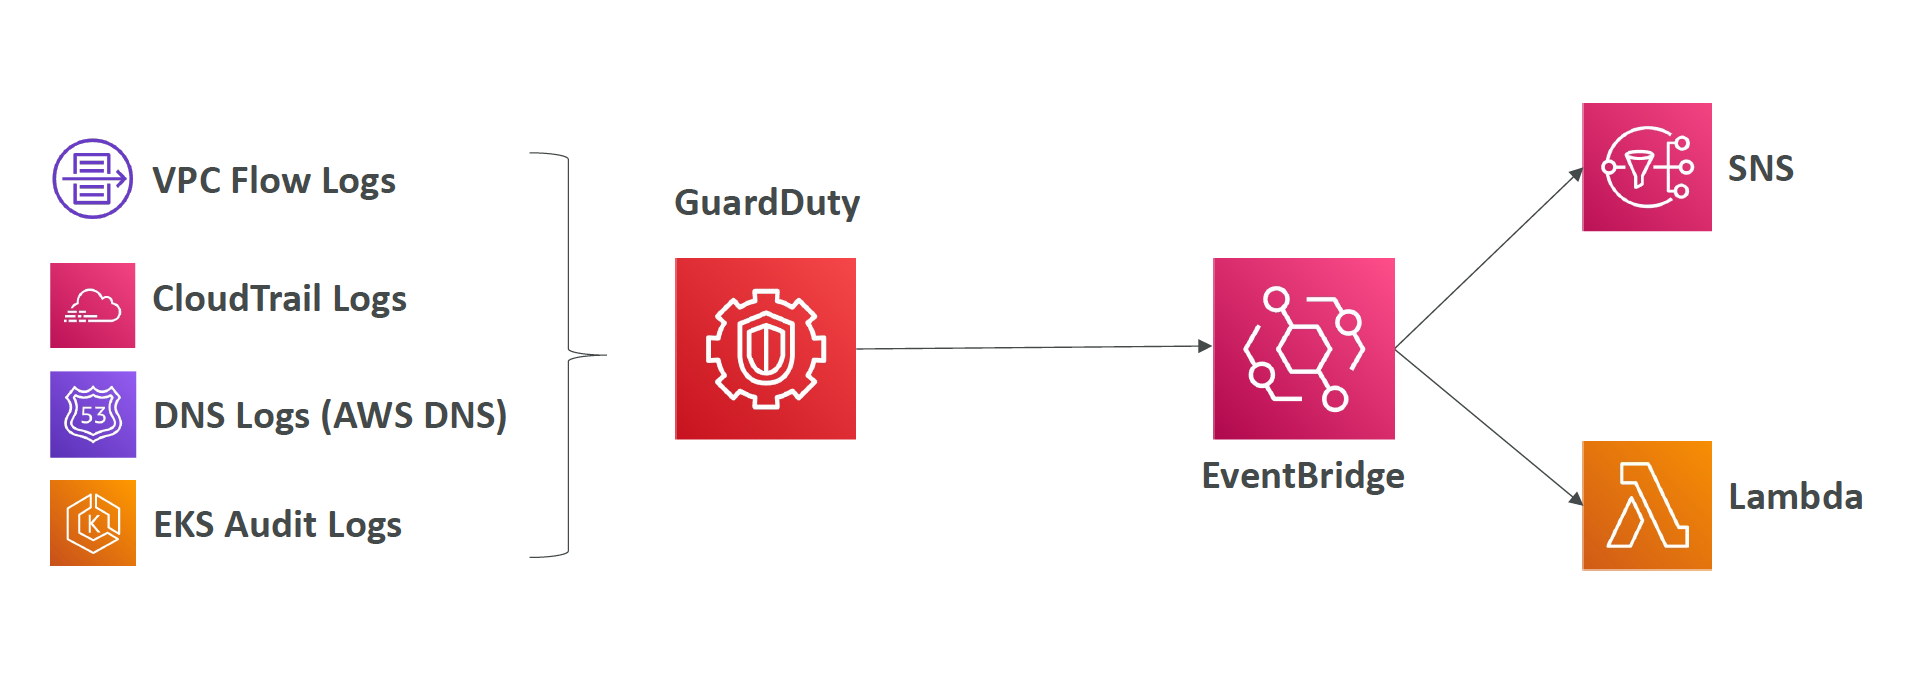 VPC Flow Logs
CloudTrail Logs
53
DNS Logs (AWS DNS)
K
EKS Audit Logs
GuardDuty
EventBridge
SNS
Lambda